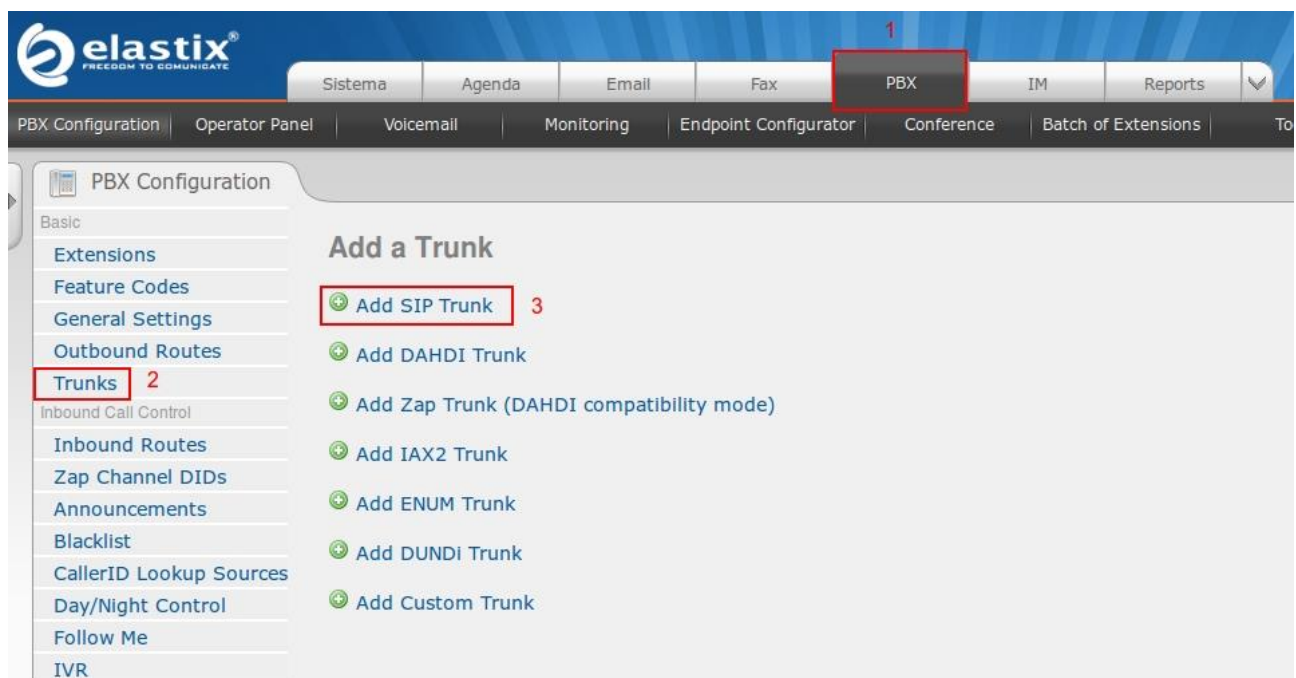 elastix®
FREEDOM TO COMUNICATE
1
Sistema Agenda Email Fax PBX IM Reports
PBX Configuration Operator Panel Voicemail Monitoring Endpoint Configurator Conference Batch of Extensions
PBX Configuration
Basic
Extensions
Feature Codes
General Settings
Outbound Routes
Trunks 2
Inbound Call Control
Inbound Routes
Zap Channel DIDs
Announcements
Blacklist
CallerID Lookup Sources
Day/Night Control
Follow Me
IVR
Add a Trunk
Add SIP Trunk 3
Add DAHDI Trunk
Add Zap Trunk (DAHDI compatibility mode)
Add IAX2 Trunk
Add ENUM Trunk
Add DUNDi Trunk
Add Custom Trunk